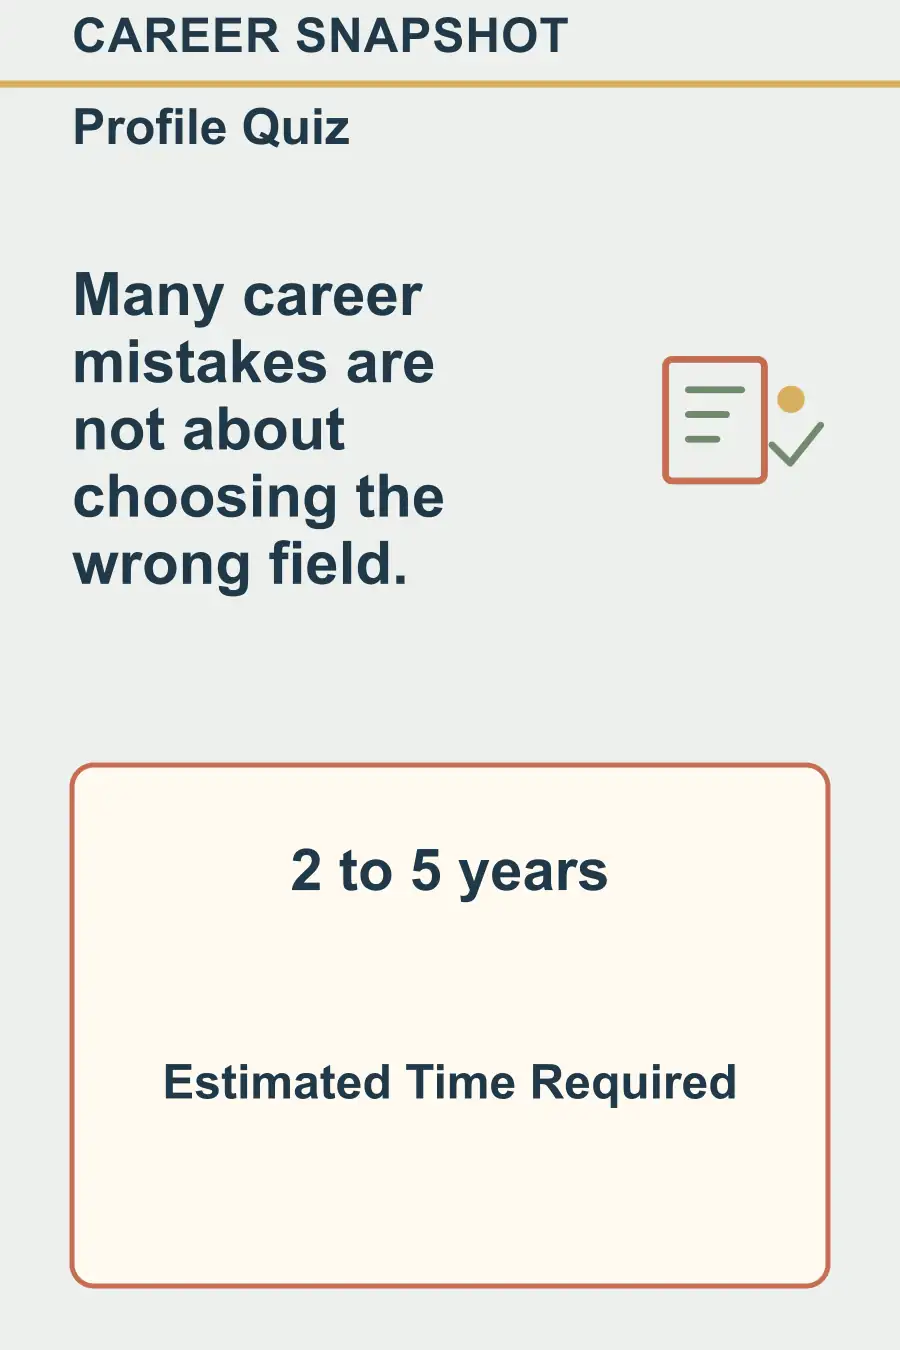 CAREER SNAPSHOT
Profile Quiz
Many career
mistakes are
not about
choosing the
wrong field.
2 to 5 years
Estimated Time Required